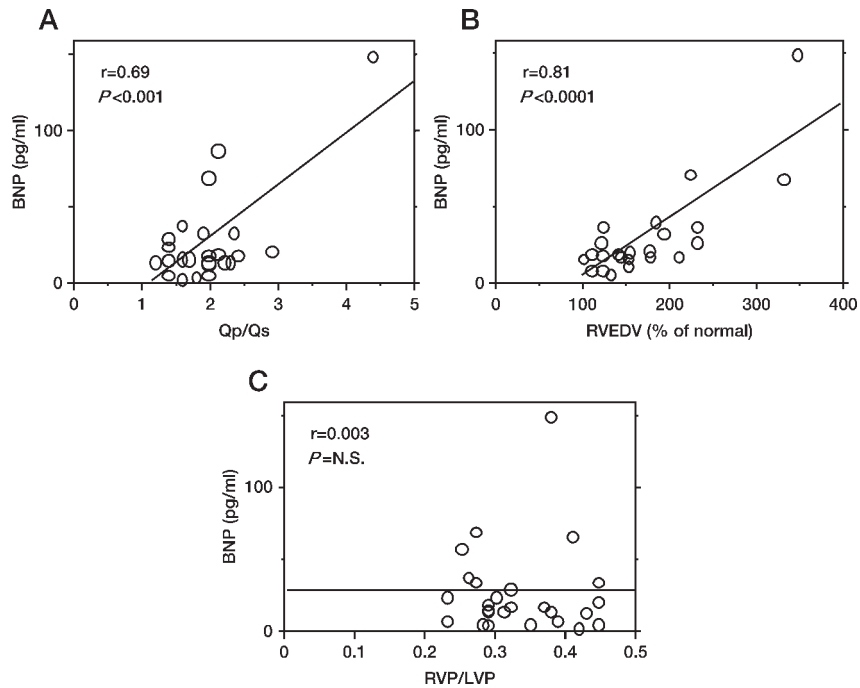 A
r=0.69
P<0.001
BNP (pg/ml)
100
0
0 1 2 3 4 5
Qp/Qs
B
r=0.81
P<0.0001
BNP (pg/ml)
100
0
0 100 200 300 400
RVEDV (% of normal)
C
r=0.003
P=N.S.
BNP (pg/ml)
100
0
0 0.1 0.2 0.3 0.4 0.5
RVP/LVP